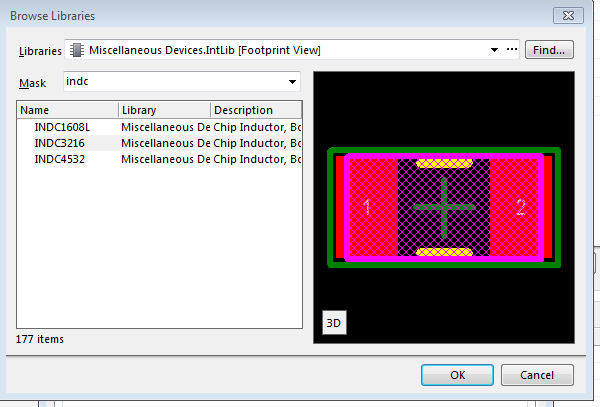 Browse Libraries
Libraries Miscellaneous Devices.IntLib [Footprint View] ... Find...
Mask indc
Name Library Description
INDC1608L Miscellaneous De Chip Inductor, Bo
INDC3216 Miscellaneous De Chip Inductor, Bo
INDC4532 Miscellaneous De Chip Inductor, Bo
1 2
3D
177 items
OK Cancel